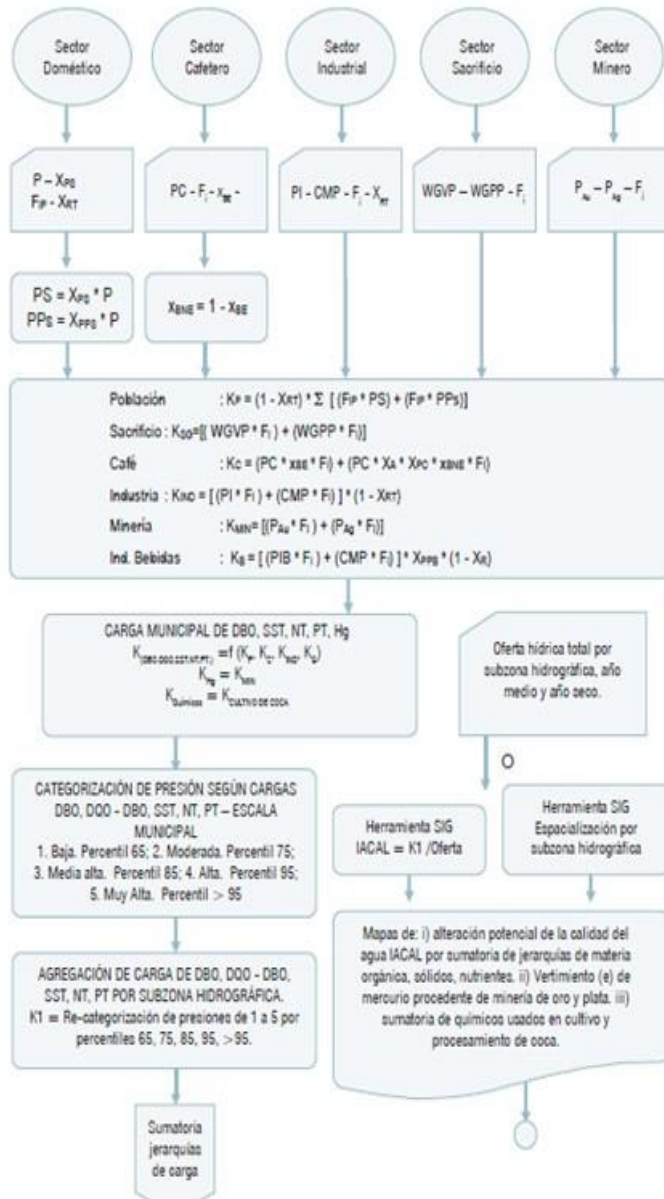 Sector
Doméstico
Sector
Cafetero
Sector
Industrial
Sector
Sacrificio
Sector
Minero
P – XPS
FIP - XRT
PC - Fi - XBE -
PI - CMP - Fi - XRT
WGVP – WGPP - Fi
PAu – PAg – Fi
PS = XPS * P
PPS = XPPS * P
XBNE = 1 - XBE
Población : KP = (1 - XRT) * Σ [ (FIP * PS) + (FIP * PPs)]
Sacrificio : KSG=[( WGVP * Fi ) + (WGPP * Fi)]
Café : KC = (PC * XBE * Fi) + (PC * XA * XPC * XBNE * Fi)
Industria : KIND = [ (PI * Fi ) + (CMP * Fi) ] * (1 - XRT)
Minería : KMIN= [(PAu * Fi ) + (PAg * Fi)]
Ind. Bebidas : KB = [ (PIB * Fi ) + (CMP * Fi) ] * XPPS * (1 - XR)
CARGA MUNICIPAL DE DBO, SST, NT, PT, Hg
K(DBO,DQO,SST,NT,PT,) =f (KP, KC, KIND, KG)
KHg = KMIN
KQuímicos = KCULTIVO DE COCA
Oferta hídrica total por
subzona hidrográfica, año
medio y año seco.
O
CATEGORIZACIÓN DE PRESIÓN SEGÚN CARGAS
DBO, DQO - DBO, SST, NT, PT – ESCALA
MUNICIPAL
1. Baja. Percentil 65; 2. Moderada. Percentil 75;
3. Media alta. Percentil 85; 4. Alta. Percentil 95;
5. Muy Alta. Percentil > 95
Herramienta SIG
IACAL = K1 /Oferta
Herramienta SIG
Espacialización por
subzona hidrográfica
AGREGACIÓN DE CARGA DE DBO, DQO – DBO,
SST, NT, PT POR SUBZONA HIDROGRÁFICA.
K1 = Re-categorización de presiones de 1 a 5 por
percentiles 65, 75, 85, 95, >95.
Mapas de: i) alteración potencial de la calidad del
agua IACAL por sumatoria de jerarquías de materia
orgánica, sólidos, nutrientes. ii) Vertimiento (e) de
mercurio procedente de minería de oro y plata. iii)
sumatoria de químicos usados en cultivo y
procesamiento de coca.
Sumatoria
jerarquías
de carga